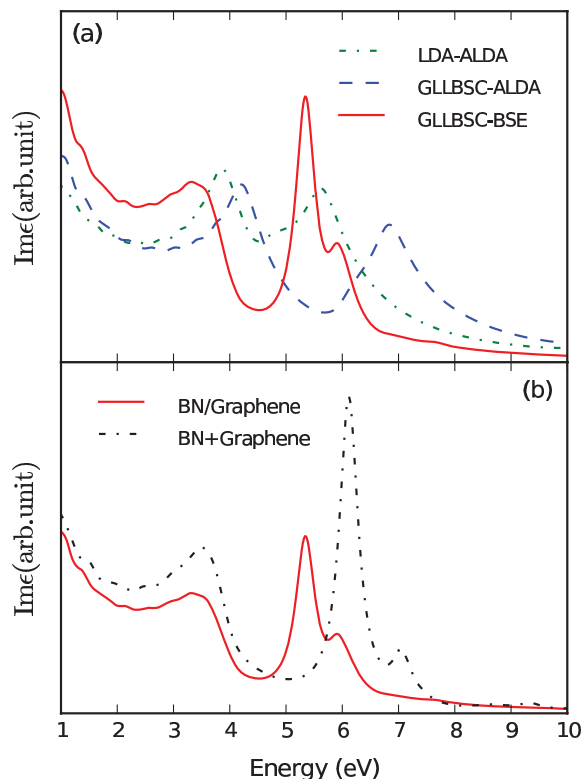 (a)
LDA-ALDA
GLLBSC-ALDA
GLLBSC-BSE
Imϵ(arb.unit)
(b)
BN/Graphene
BN+Graphene
Imϵ(arb.unit)
1 2 3 4 5 6 7 8 9 10
Energy (eV)